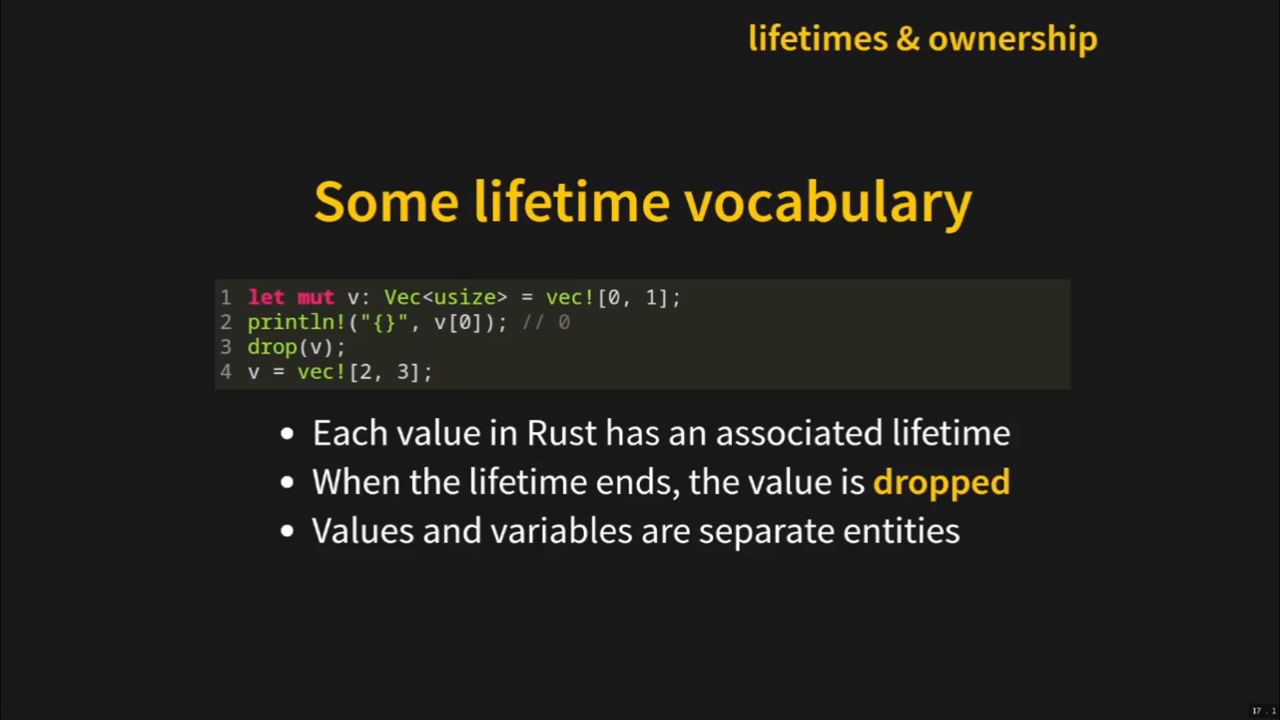 lifetimes & ownership
Some lifetime vocabulary
1 let mut v: Vec<usize> = vec![0, 1];
2 println!("{}", v[0]); // 0
3 drop(v);
4 v = vec![2, 3];
• Each value in Rust has an associated lifetime
• When the lifetime ends, the value is dropped
• Values and variables are separate entities
17 . 1